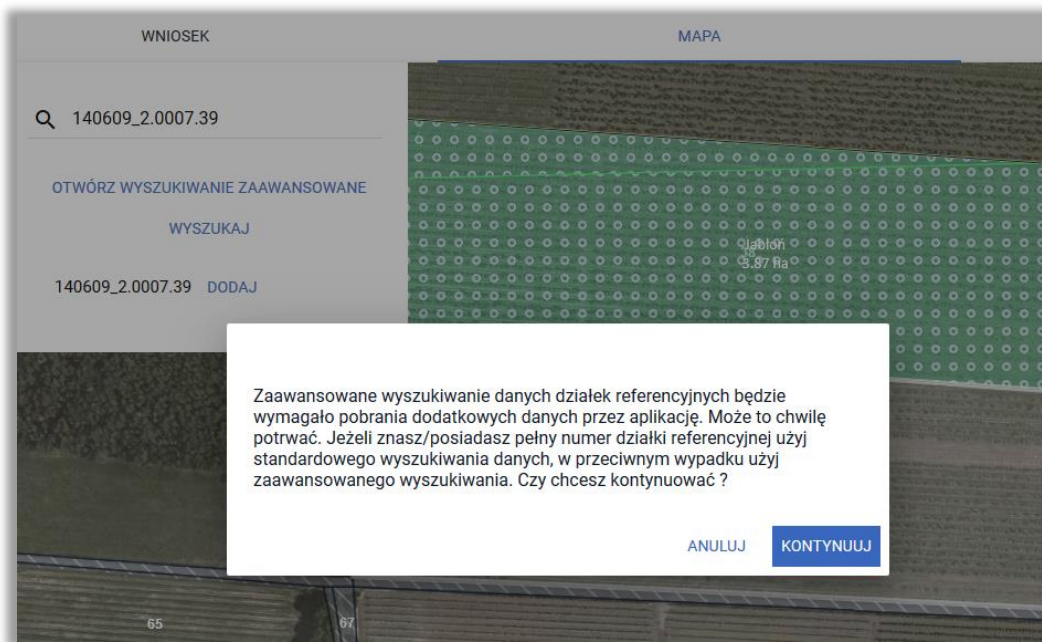 WNIOSEK
MAPA
140609_2.0007.39
OTWÓRZ WYSZUKIWANIE ZAAWANSOWANE
WYSZUKAJ
140609_2.0007.39 DODAJ
Jabłoń
38
3.87 ha
Zaawansowane wyszukiwanie danych działek referencyjnych będzie
wymagało pobrania dodatkowych danych przez aplikację. Może to chwilę
potrwać. Jeżeli znasz/posiadasz pełny numer działki referencyjnej użyj
standardowego wyszukiwania danych, w przeciwnym wypadku użyj
zaawansowanego wyszukiwania. Czy chcesz kontynuować ?
ANULUJ
KONTYNUUJ
65
67